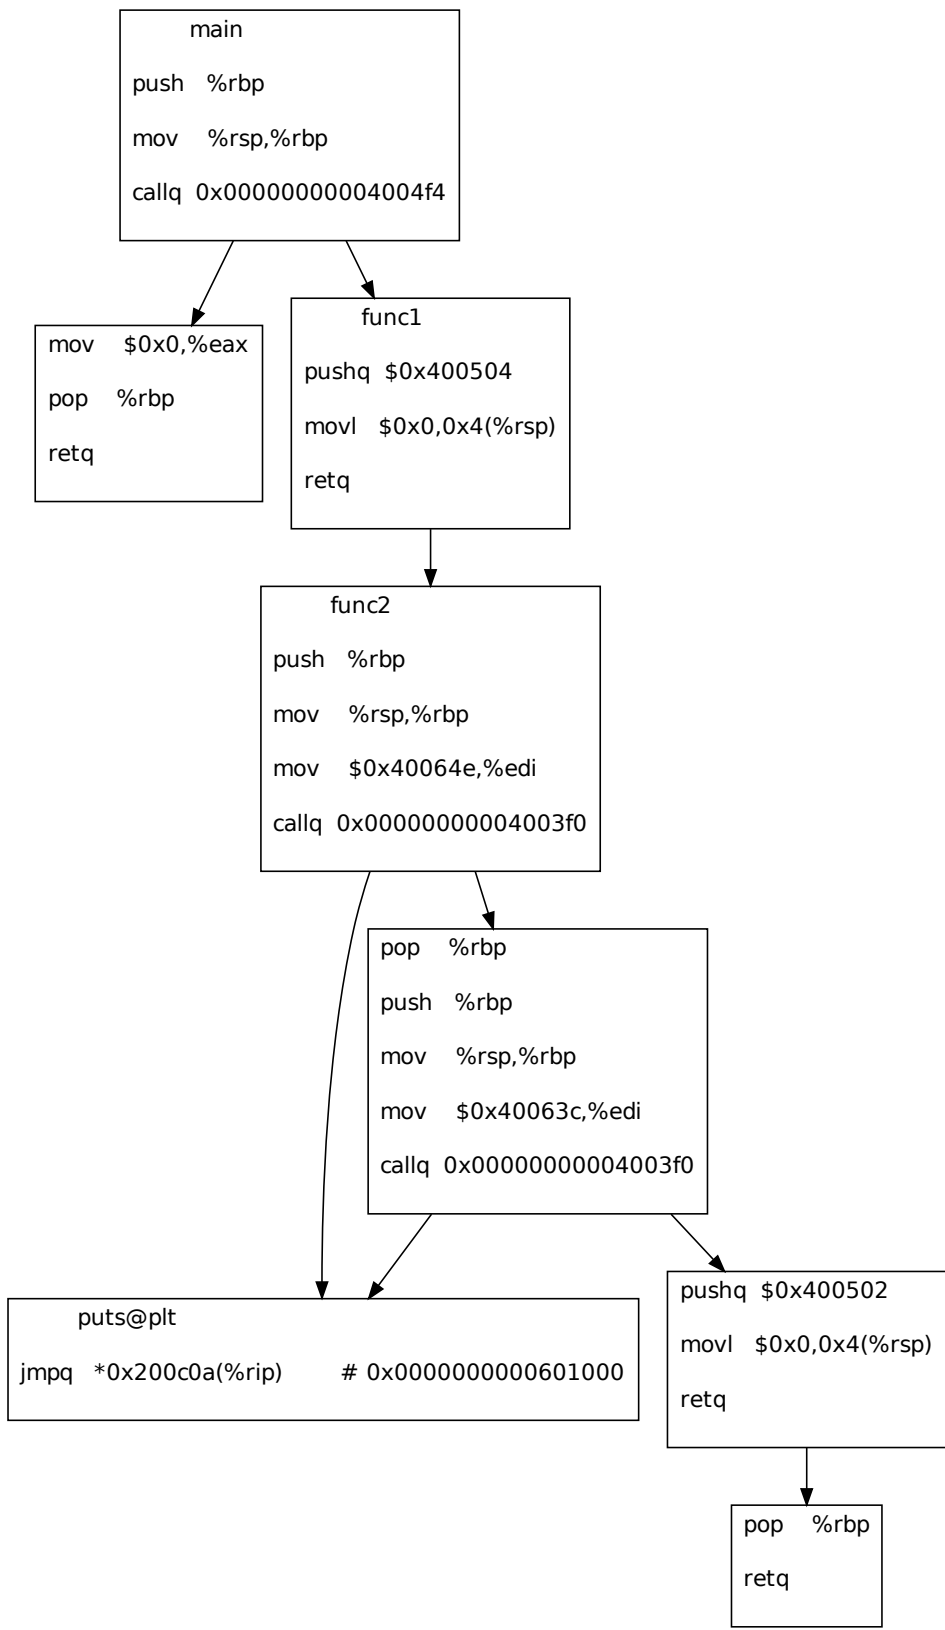 main
push %rbp
mov %rsp,%rbp
callq 0x00000000004004f4
mov $0x0,%eax
pop %rbp
retq
func1
pushq $0x400504
movl $0x0,0x4(%rsp)
retq
func2
push %rbp
mov %rsp,%rbp
mov $0x40064e,%edi
callq 0x00000000004003f0
pop %rbp
push %rbp
mov %rsp,%rbp
mov $0x40063c,%edi
callq 0x00000000004003f0
puts@plt
jmpq *0x200c0a(%rip) # 0x0000000000601000
pushq $0x400502
movl $0x0,0x4(%rsp)
retq
pop %rbp
retq